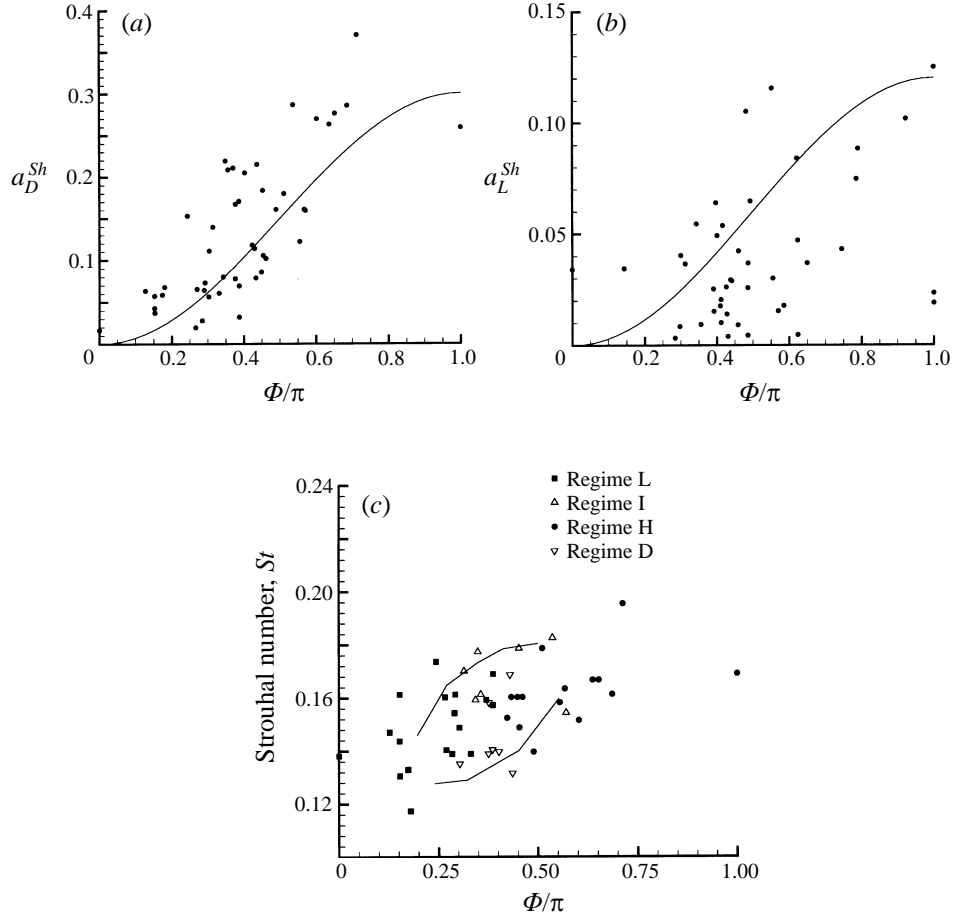 (a)
0.4
0.3
0.2
0.1
a_D^{Sh}
0 0.2 0.4 0.6 0.8 1.0
Φ/π
(b)
0.15
0.10
0.05
a_L^{Sh}
0 0.2 0.4 0.6 0.8 1.0
Φ/π
(c)
Regime L
Regime I
Regime H
Regime D
0.24
0.20
0.16
0.12
Strouhal number, St
0 0.25 0.50 0.75 1.00
Φ/π